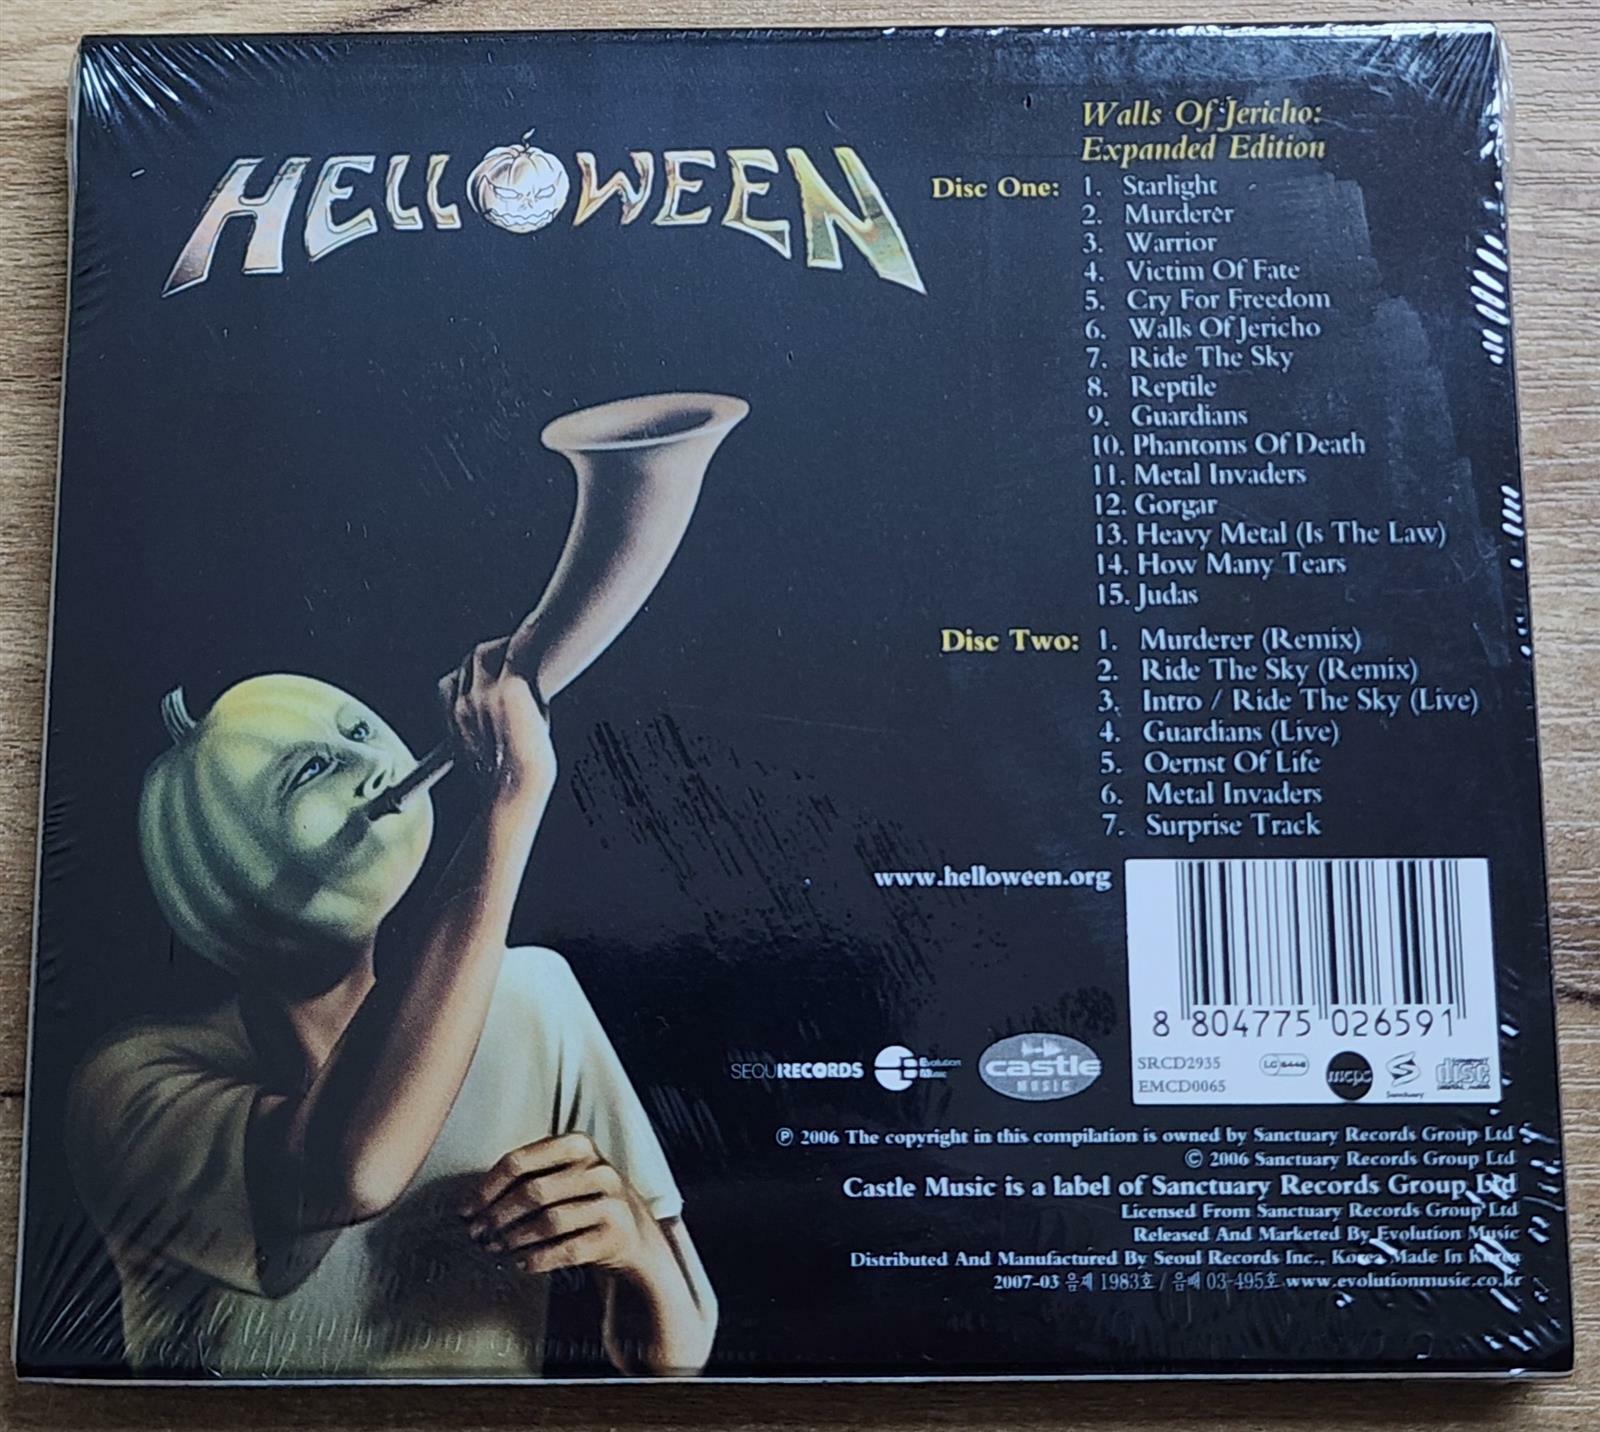 HELLOWEEN
Walls Of Jericho:
Expanded Edition
Disc One: 1. Starlight
2. Murderer
3. Warrior
4. Victim Of Fate
5. Cry For Freedom
6. Walls Of Jericho
7. Ride The Sky
8. Reptile
9. Guardians
10. Phantoms Of Death
11. Metal Invaders
12. Gorgar
13. Heavy Metal (Is The Law)
14. How Many Tears
15. Judas
Disc Two: 1. Murderer (Remix)
2. Ride The Sky (Remix)
3. Intro / Ride The Sky (Live)
4. Guardians (Live)
5. Oernst Of Life
6. Metal Invaders
7. Surprise Track
www.helloween.org
8 804775 026591
SEOULRECORDS Evolution Music castle MUSIC
SRCD2935
EMCD0065
LC 6448 mcps Sanctuary disc
℗ 2006 The copyright in this compilation is owned by Sanctuary Records Group Ltd
© 2006 Sanctuary Records Group Ltd
Castle Music is a label of Sanctuary Records Group Ltd
Licensed From Sanctuary Records Group Ltd
Released And Marketed By Evolution Music
Distributed And Manufactured By Seoul Records Inc., Korea Made In Korea
2007-03 음제 1983호 / 음배 03-495호 www.evolutionmusic.co.kr